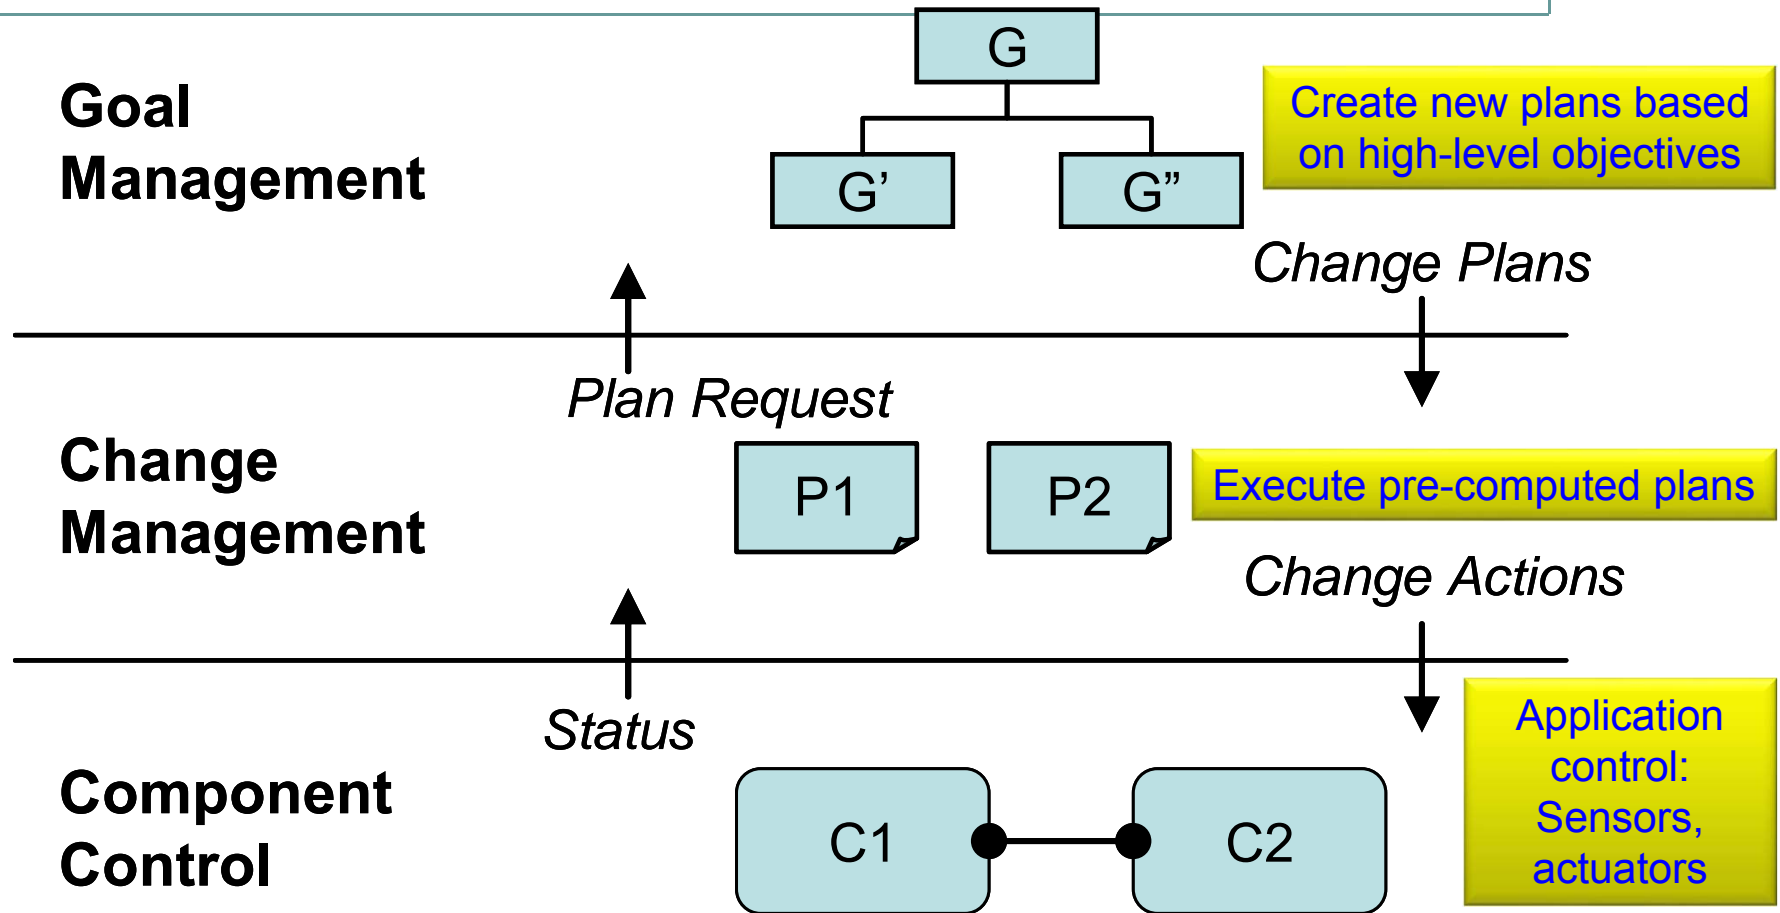 G
Goal
Management
Create new plans based
on high-level objectives
G’
G”
Change Plans
Plan Request
Change
Management
P1
P2
Execute pre-computed plans
Change Actions
Status
Component
Control
C1
C2
Application
control:
Sensors,
actuators